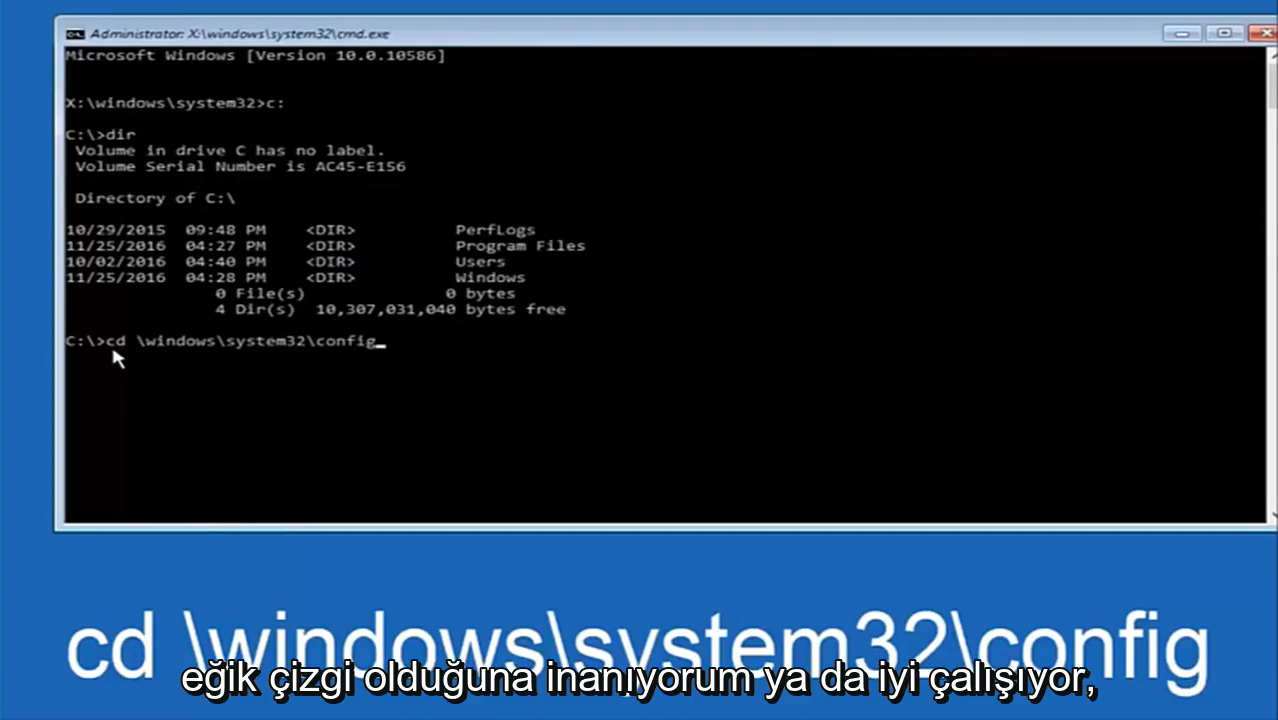 Administrator: X:\windows\system32\cmd.exe
Microsoft Windows [Version 10.0.10586]
X:\windows\system32>c:
C:\>dir
Volume in drive C has no label.
Volume Serial Number is AC45-E156
Directory of C:\
10/29/2015 09:48 PM <DIR> PerfLogs
11/25/2016 04:27 PM <DIR> Program Files
10/02/2016 04:40 PM <DIR> Users
11/25/2016 04:28 PM <DIR> Windows
0 File(s) 0 bytes
4 Dir(s) 10,307,031,040 bytes free
C:\>cd \windows\system32\config_
cd \windows\system32\config
eğik çizgi olduğuna inanıyorum ya da iyi çalışıyor,